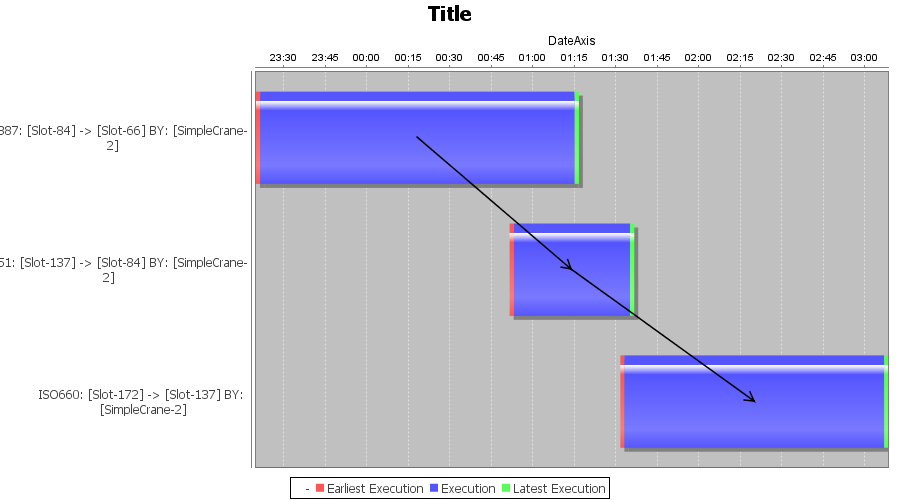 Title
DateAxis
23:30 23:45 00:00 00:15 00:30 00:45 01:00 01:15 01:30 01:45 02:00 02:15 02:30 02:45 03:00
[Slot-84] -> [Slot-66] BY: [SimpleCrane-
2]
[Slot-137] -> [Slot-84] BY: [SimpleCrane-
2]
ISO660: [Slot-172] -> [Slot-137] BY:
[SimpleCrane-2]
- Earliest Execution Execution Latest Execution